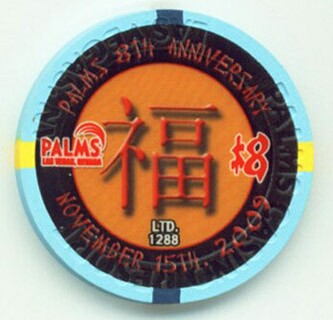 PALMS 8TH ANNIVERSARY
PALMS
LAS VEGAS, NEVADA
福
$8
LTD.
1288
NOVEMBER 15TH, 2009